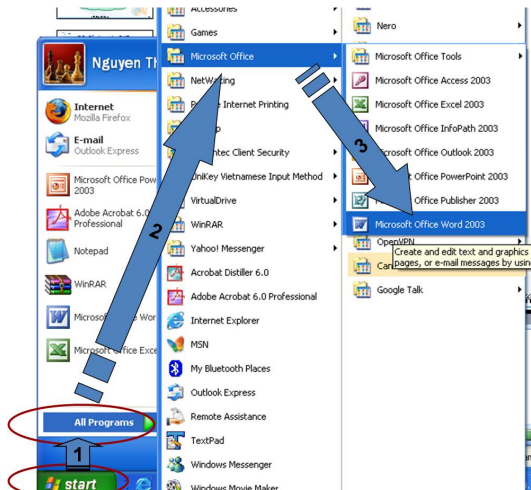 Nguyen Th
Internet
Mozilla Firefox
E-mail
Outlook Express
Microsoft Office Pow
2003
Adobe Acrobat 6.0
Professional
Notepad
WinRAR
Microsoft Office Wor
Microsoft Office Exce
All Programs
1
start
Accessories
Games
Microsoft Office
NetWaiting
Internet Printing
Client Security
UniKey Vietnamese Input Method
VirtualDrive
WinRAR
Yahoo! Messenger
Acrobat Distiller 6.0
Adobe Acrobat 6.0 Professional
Internet Explorer
MSN
My Bluetooth Places
Outlook Express
Remote Assistance
TextPad
Windows Messenger
Windows Movie Maker
2
Nero
Microsoft Office Tools
Microsoft Office Access 2003
Microsoft Office Excel 2003
Microsoft Office InfoPath 2003
Microsoft Office Outlook 2003
Microsoft Office PowerPoint 2003
Microsoft Office Publisher 2003
Microsoft Office Word 2003
3
OpenVPN
Create and edit text and graphics
pages, or e-mail messages by usin
Can
Google Talk